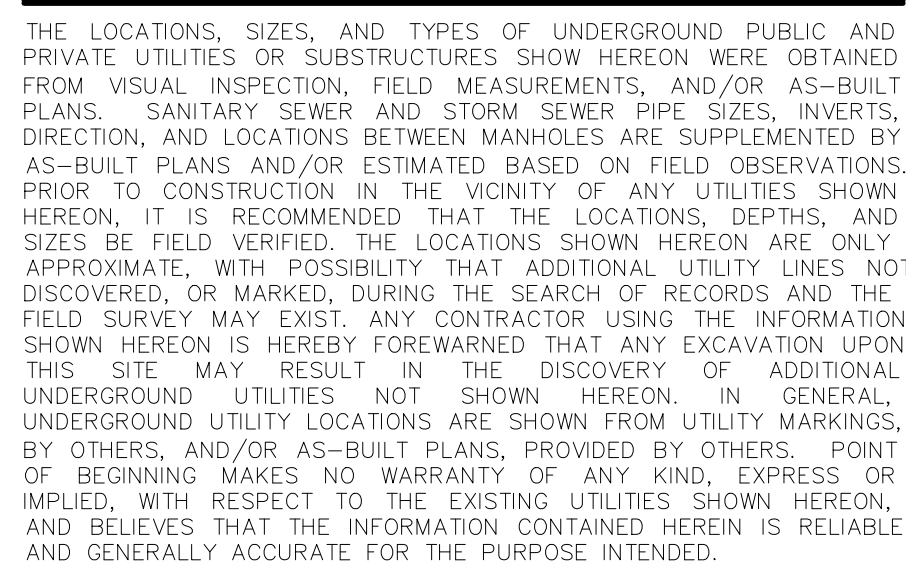 THE LOCATIONS, SIZES, AND TYPES OF UNDERGROUND PUBLIC AND
PRIVATE UTILITIES OR SUBSTRUCTURES SHOW HEREON WERE OBTAINED
FROM VISUAL INSPECTION, FIELD MEASUREMENTS, AND/OR AS-BUILT
PLANS. SANITARY SEWER AND STORM SEWER PIPE SIZES, INVERTS,
DIRECTION, AND LOCATIONS BETWEEN MANHOLES ARE SUPPLEMENTED BY
AS-BUILT PLANS AND/OR ESTIMATED BASED ON FIELD OBSERVATIONS.
PRIOR TO CONSTRUCTION IN THE VICINITY OF ANY UTILITIES SHOWN
HEREON, IT IS RECOMMENDED THAT THE LOCATIONS, DEPTHS, AND
SIZES BE FIELD VERIFIED. THE LOCATIONS SHOWN HEREON ARE ONLY
APPROXIMATE, WITH POSSIBILITY THAT ADDITIONAL UTILITY LINES NOT
DISCOVERED, OR MARKED, DURING THE SEARCH OF RECORDS AND THE
FIELD SURVEY MAY EXIST. ANY CONTRACTOR USING THE INFORMATION
SHOWN HEREON IS HEREBY FOREWARNED THAT ANY EXCAVATION UPON
THIS SITE MAY RESULT IN THE DISCOVERY OF ADDITIONAL
UNDERGROUND UTILITIES NOT SHOWN HEREON. IN GENERAL,
UNDERGROUND UTILITY LOCATIONS ARE SHOWN FROM UTILITY MARKINGS,
BY OTHERS, AND/OR AS-BUILT PLANS, PROVIDED BY OTHERS. POINT
OF BEGINNING MAKES NO WARRANTY OF ANY KIND, EXPRESS OR
IMPLIED, WITH RESPECT TO THE EXISTING UTILITIES SHOWN HEREON,
AND BELIEVES THAT THE INFORMATION CONTAINED HEREIN IS RELIABLE
AND GENERALLY ACCURATE FOR THE PURPOSE INTENDED.